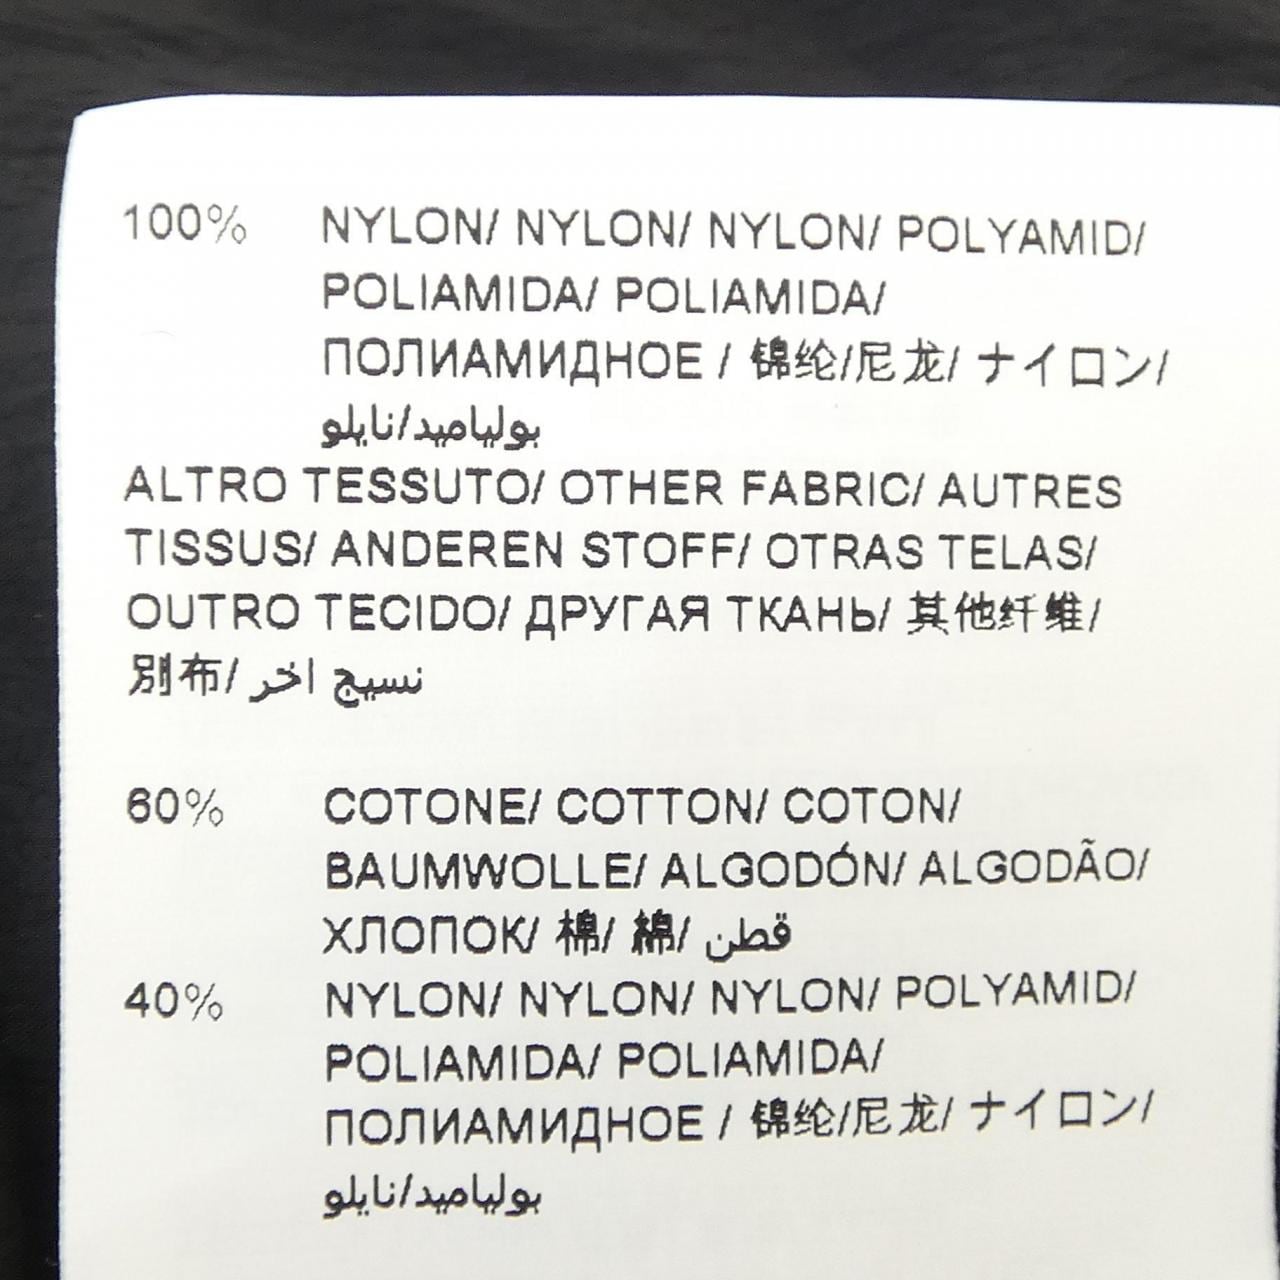 100% NYLON/ NYLON/ NYLON/ POLYAMID/
POLIAMIDA/ POLIAMIDA/
ПОЛИАМИДНОЕ / 锦纶/尼龙/ ナイロン/
بولياميد/نايلو
ALTRO TESSUTO/ OTHER FABRIC/ AUTRES
TISSUS/ ANDEREN STOFF/ OTRAS TELAS/
OUTRO TECIDO/ ДРУГАЯ ТКАНЬ/ 其他纤维/
別布/ نسيج اخر
60% COTONE/ COTTON/ COTON/
BAUMWOLLE/ ALGODÓN/ ALGODÃO/
ХЛОПОК/ 棉/ 綿/ قطن
40% NYLON/ NYLON/ NYLON/ POLYAMID/
POLIAMIDA/ POLIAMIDA/
ПОЛИАМИДНОЕ / 锦纶/尼龙/ ナイロン/
بولياميد/نايلو